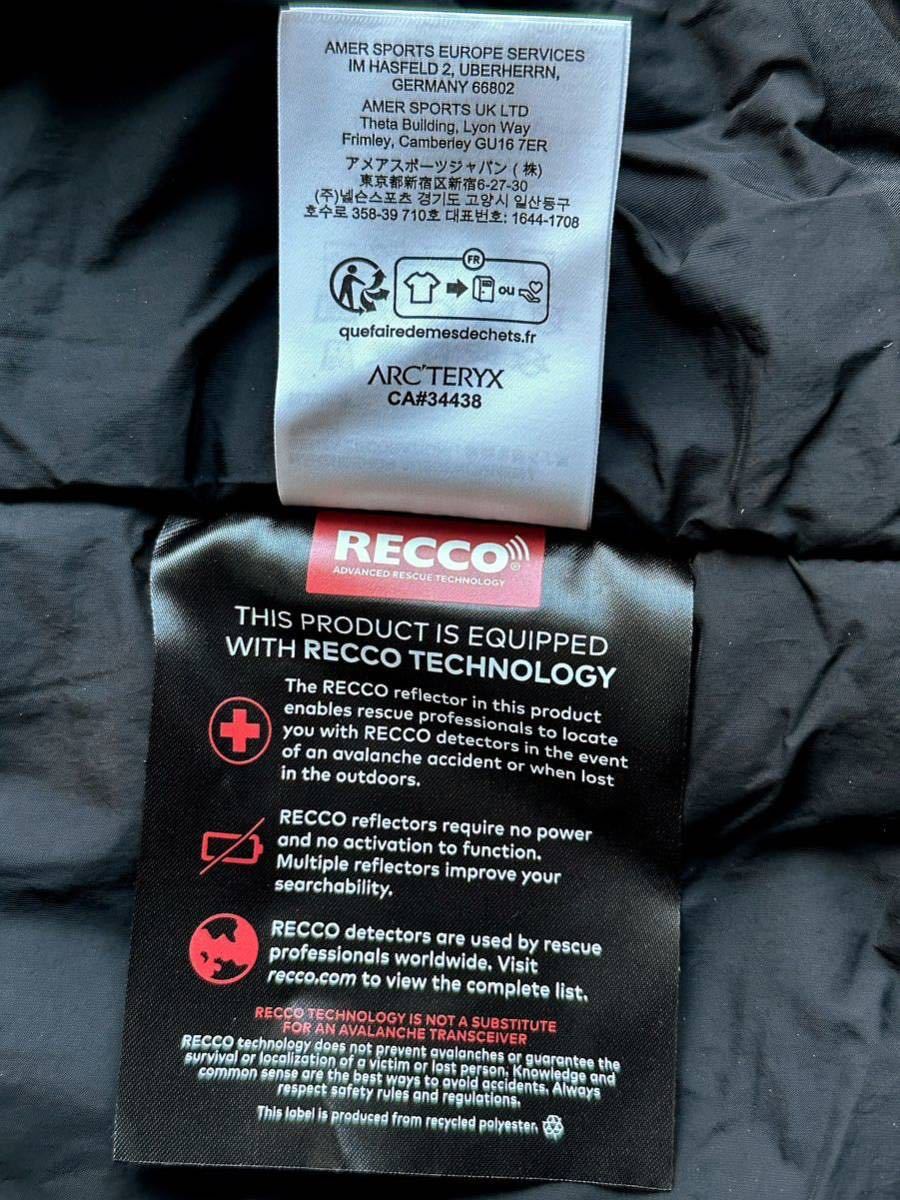 AMER SPORTS EUROPE SERVICES
IM HASFELD 2, UBERHERRN,
GERMANY 66802
AMER SPORTS UK LTD
Theta Building, Lyon Way
Frimley, Camberley GU16 7ER
アメアスポーツジャパン (株)
東京都新宿区新宿6-27-30
(주)넬슨스포츠 경기도 고양시 일산동구
호수로 358-39 710호 대표번호: 1644-1708
FR
ou
quefairedemesdechets.fr
ARC'TERYX
CA#34438
RECCO®
ADVANCED RESCUE TECHNOLOGY
THIS PRODUCT IS EQUIPPED
WITH RECCO TECHNOLOGY
The RECCO reflector in this product
enables rescue professionals to locate
you with RECCO detectors in the event
of an avalanche accident or when lost
in the outdoors.
RECCO reflectors require no power
and no activation to function.
Multiple reflectors improve your
searchability.
RECCO detectors are used by rescue
professionals worldwide. Visit
recco.com to view the complete list.
RECCO TECHNOLOGY IS NOT A SUBSTITUTE
FOR AN AVALANCHE TRANSCEIVER
RECCO technology does not prevent avalanches or guarantee the
survival or localization of a victim or lost person. Knowledge and
common sense are the best ways to avoid accidents. Always
respect safety rules and regulations.
This label is produced from recycled polyester.